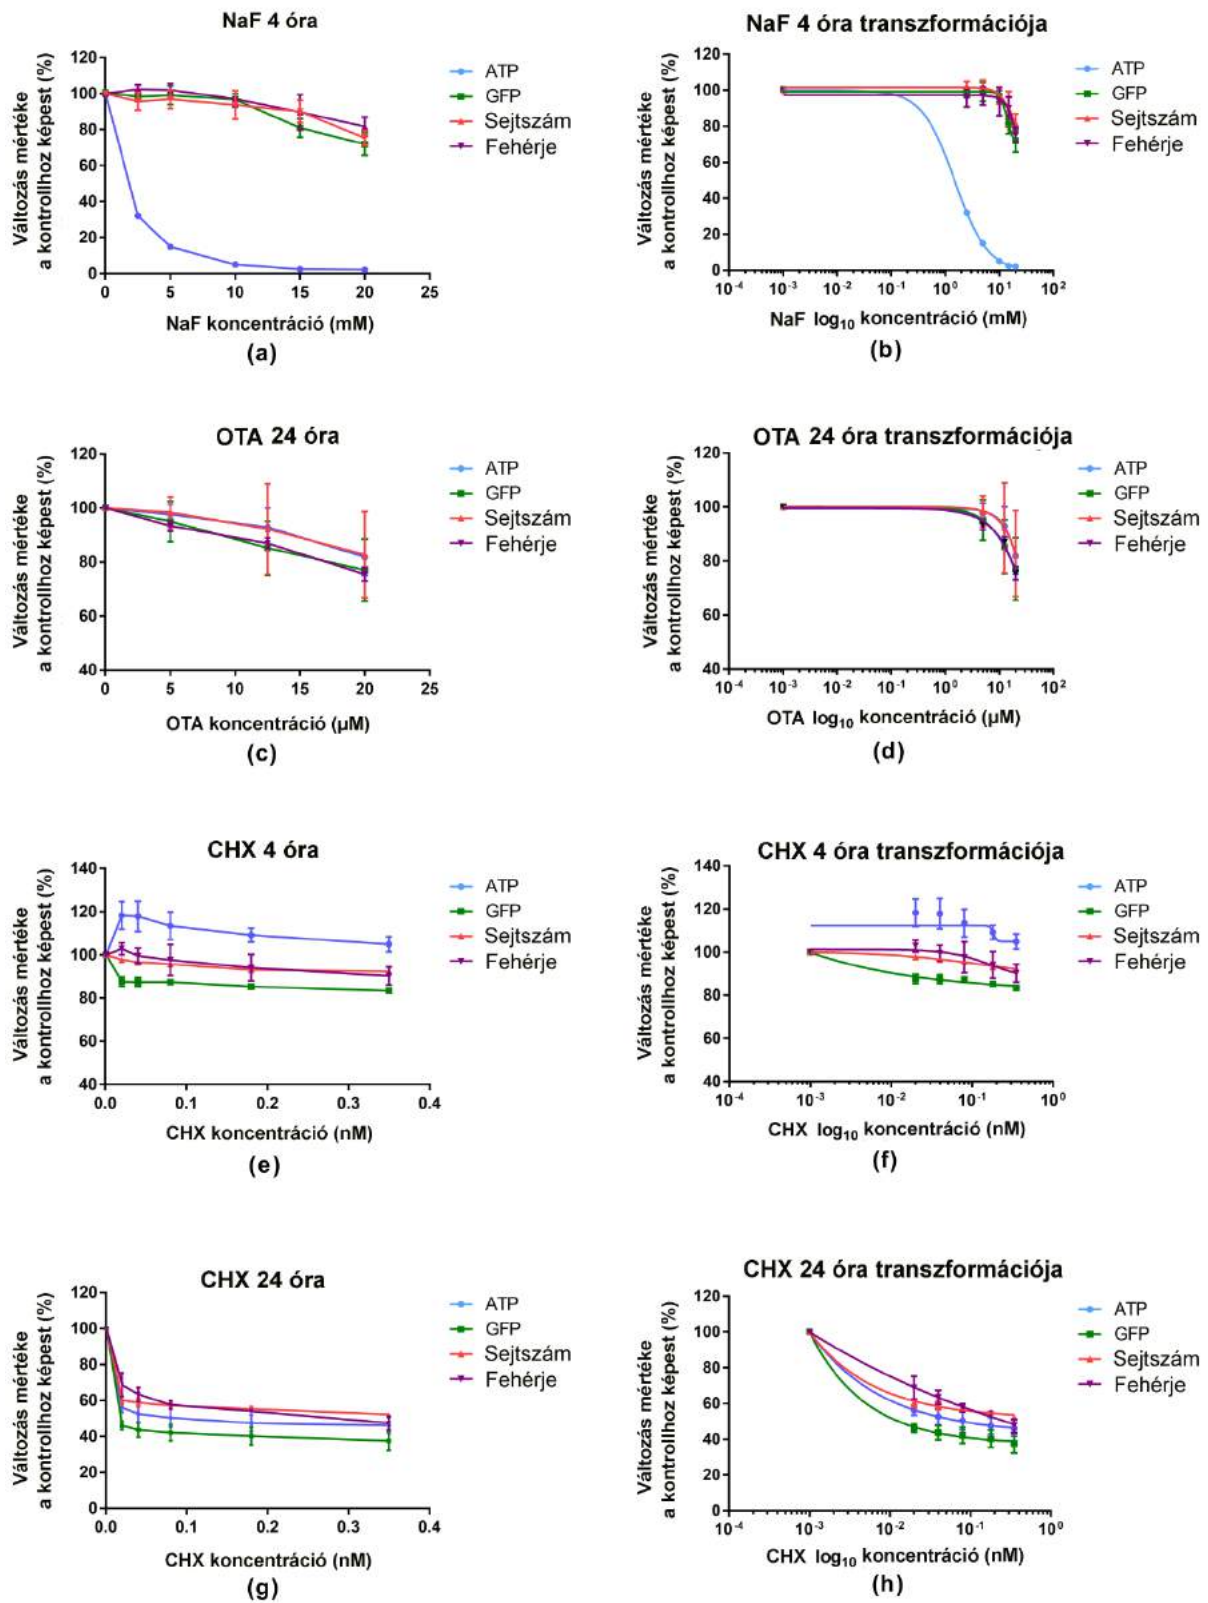 NaF 4 óra
Változás mértéke
a kontrollhoz képest (%)
120
100
80
60
40
20
0
0 5 10 15 20 25
NaF koncentráció (mM)
ATP
GFP
Sejtszám
Fehérje
(a)
NaF 4 óra transzformációja
Változás mértéke
a kontrollhoz képest (%)
120
100
80
60
40
20
0
10-4 10-3 10-2 10-1 100 101 102
NaF log10 koncentráció (mM)
ATP
GFP
Sejtszám
Fehérje
(b)
OTA 24 óra
Változás mértéke
a kontrollhoz képest (%)
120
100
80
60
40
0 5 10 15 20 25
OTA koncentráció (µM)
ATP
GFP
Sejtszám
Fehérje
(c)
OTA 24 óra transzformációja
Változás mértéke
a kontrollhoz képest (%)
120
100
80
60
40
10-4 10-3 10-2 10-1 100 101 102
OTA log10 koncentráció (µM)
ATP
GFP
Sejtszám
Fehérje
(d)
CHX 4 óra
Változás mértéke
a kontrollhoz képest (%)
140
120
100
80
60
40
0.0 0.1 0.2 0.3 0.4
CHX koncentráció (nM)
ATP
GFP
Sejtszám
Fehérje
(e)
CHX 4 óra transzformációja
Változás mértéke
a kontrollhoz képest (%)
140
120
100
80
60
40
10-4 10-3 10-2 10-1 100
CHX log10 koncentráció (nM)
ATP
GFP
Sejtszám
Fehérje
(f)
CHX 24 óra
Változás mértéke
a kontrollhoz képest (%)
120
100
80
60
40
20
0
0.0 0.1 0.2 0.3 0.4
CHX koncentráció (nM)
ATP
GFP
Sejtszám
Fehérje
(g)
CHX 24 óra transzformációja
Változás mértéke
a kontrollhoz képest (%)
120
100
80
60
40
20
0
10-4 10-3 10-2 10-1 100
CHX log10 koncentráció (nM)
ATP
GFP
Sejtszám
Fehérje
(h)